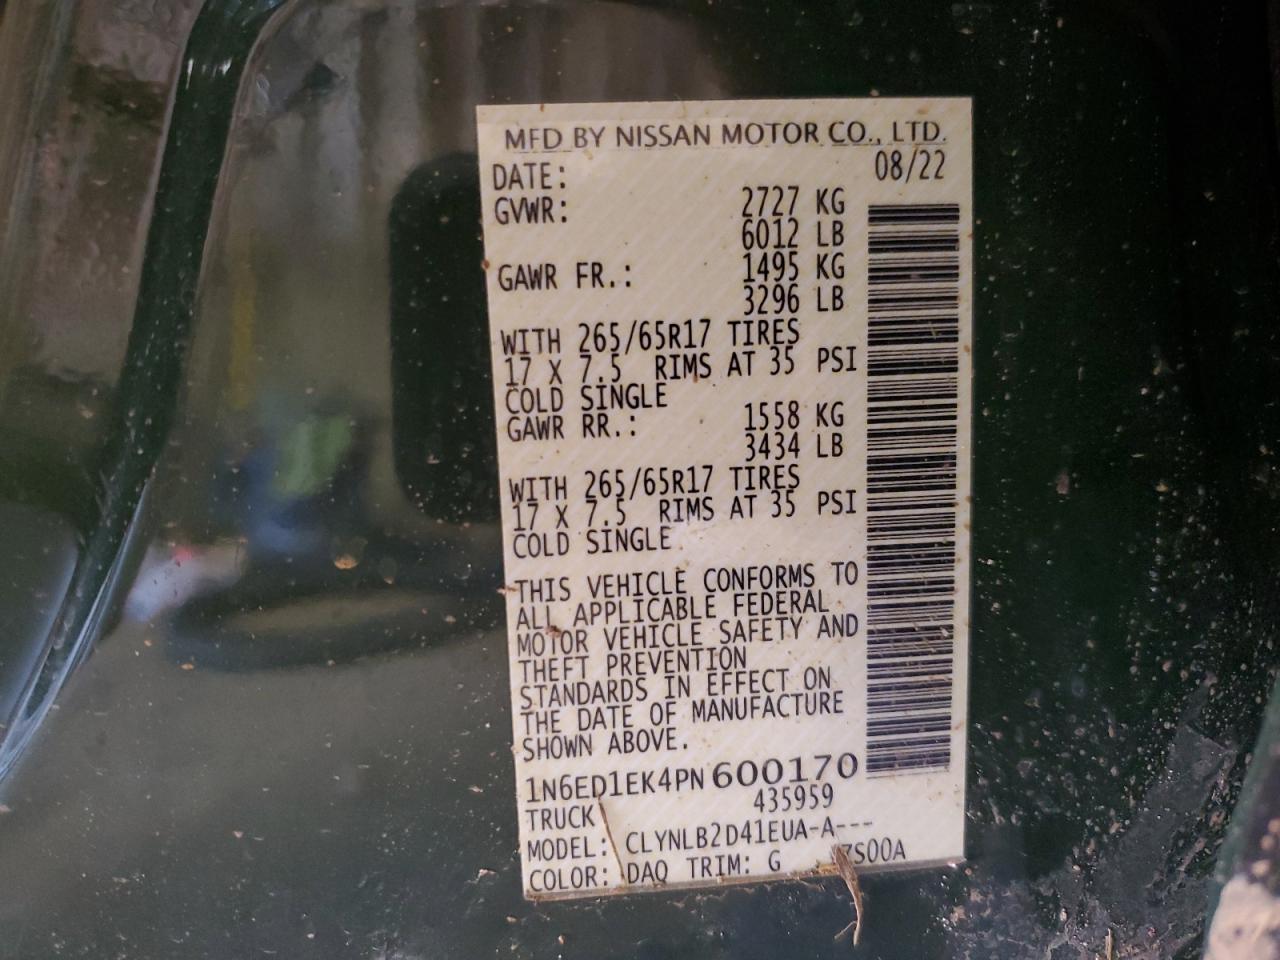 MFD BY NISSAN MOTOR CO., LTD.
DATE: 08/22
GVWR: 2727 KG
6012 LB
GAWR FR.: 1495 KG
3296 LB
WITH 265/65R17 TIRES
17 X 7.5 RIMS AT 35 PSI
COLD SINGLE
GAWR RR.: 1558 KG
3434 LB
WITH 265/65R17 TIRES
17 X 7.5 RIMS AT 35 PSI
COLD SINGLE
THIS VEHICLE CONFORMS TO
ALL APPLICABLE FEDERAL
MOTOR VEHICLE SAFETY AND
THEFT PREVENTION
STANDARDS IN EFFECT ON
THE DATE OF MANUFACTURE
SHOWN ABOVE.
1N6ED1EK4PN600170
TRUCK 435959
MODEL: CLYNLB2D41EUA-A---
COLOR: DAQ TRIM: G